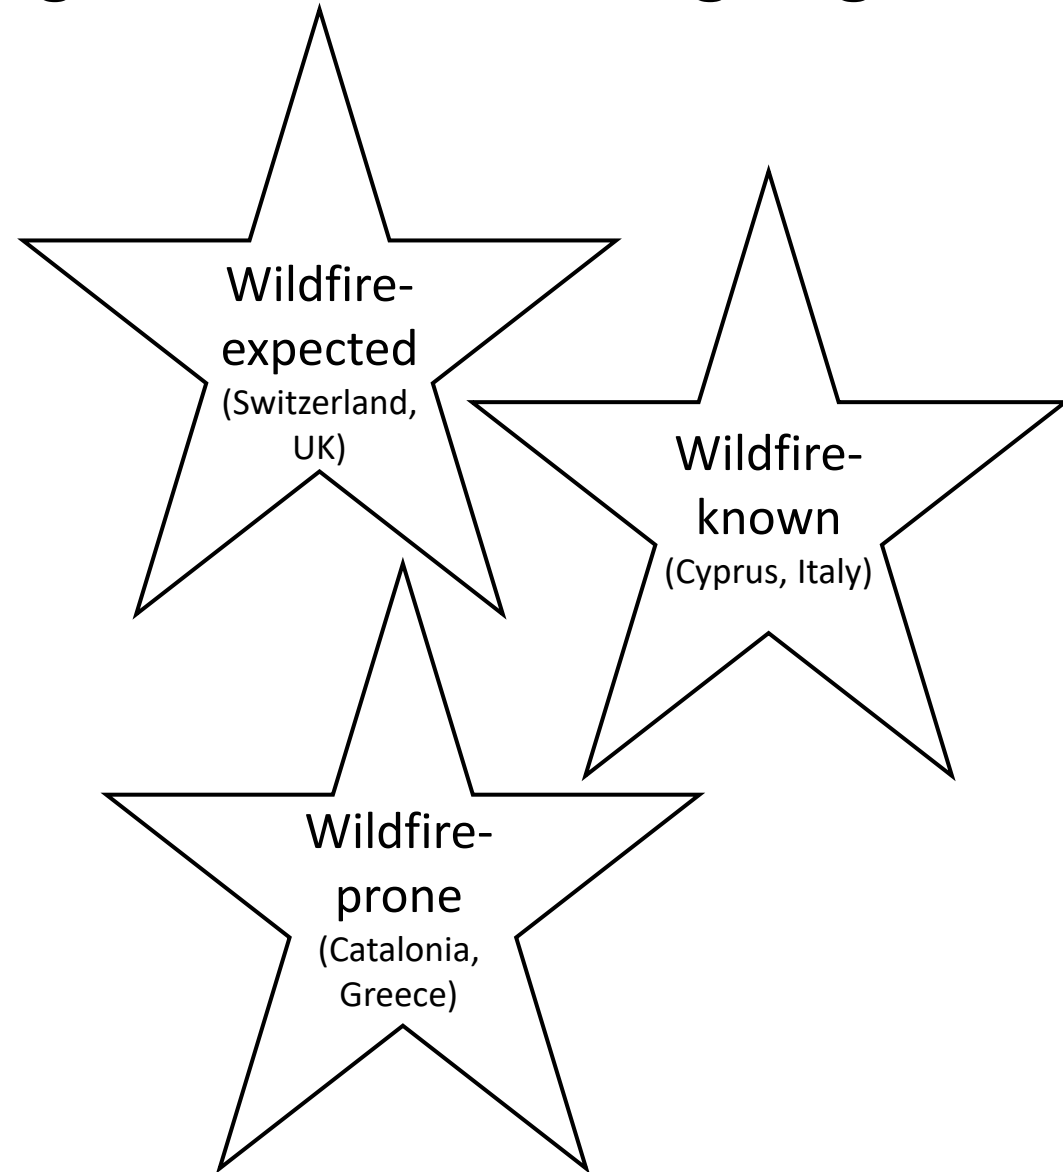 Wildfire-
expected
(Switzerland,
UK)
Wildfire-
known
(Cyprus, Italy)
Wildfire-
prone
(Catalonia,
Greece)